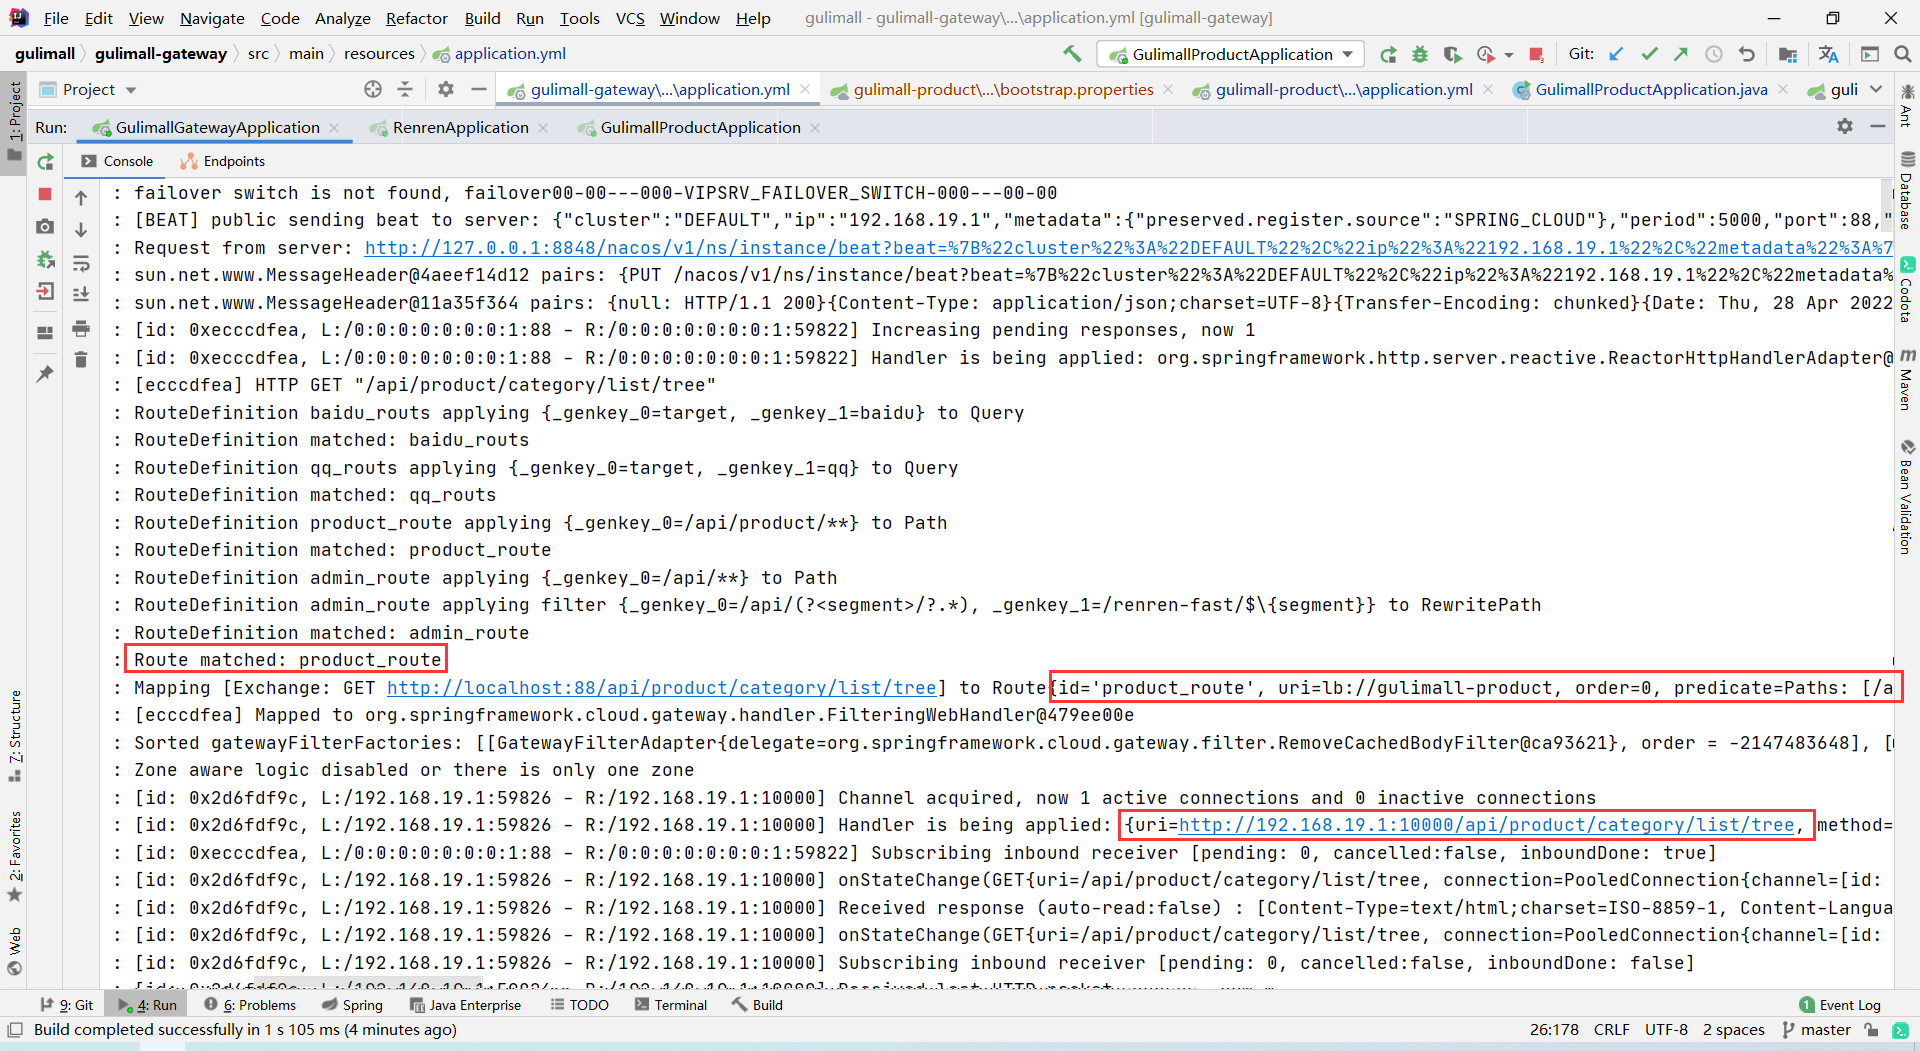 File Edit View Navigate Code Analyze Refactor Build Run Tools VCS Window Help gulimall - gulimall-gateway\...\application.yml [gulimall-gateway]
gulimall gulimall-gateway src main resources application.yml GulimallProductApplication Git:
Project gulimall-gateway\...\application.yml gulimall-product\...\bootstrap.properties gulimall-product\...\application.yml GulimallProductApplication.java guli
Run: GulimallGatewayApplication RenrenApplication GulimallProductApplication
Console Endpoints
: failover switch is not found, failover00-00---000-VIPSRV_FAILOVER_SWITCH-000---00-00
: [BEAT] public sending beat to server: {"cluster":"DEFAULT","ip":"192.168.19.1","metadata":{"preserved.register.source":"SPRING_CLOUD"},"period":5000,"port":88,"
: Request from server: http://127.0.0.1:8848/nacos/v1/ns/instance/beat?beat=%7B%22cluster%22%3A%22DEFAULT%22%2C%22ip%22%3A%22192.168.19.1%22%2C%22metadata%22%3A%7
: sun.net.www.MessageHeader@4aeef14d12 pairs: {PUT /nacos/v1/ns/instance/beat?beat=%7B%22cluster%22%3A%22DEFAULT%22%2C%22ip%22%3A%22192.168.19.1%22%2C%22metadata%
: sun.net.www.MessageHeader@11a35f364 pairs: {null: HTTP/1.1 200}{Content-Type: application/json;charset=UTF-8}{Transfer-Encoding: chunked}{Date: Thu, 28 Apr 2022
: [id: 0xecccdfea, L:/0:0:0:0:0:0:0:1:88 - R:/0:0:0:0:0:0:0:1:59822] Increasing pending responses, now 1
: [id: 0xecccdfea, L:/0:0:0:0:0:0:0:1:88 - R:/0:0:0:0:0:0:0:1:59822] Handler is being applied: org.springframework.http.server.reactive.ReactorHttpHandlerAdapter@
: [ecccdfea] HTTP GET "/api/product/category/list/tree"
: RouteDefinition baidu_routs applying {_genkey_0=target, _genkey_1=baidu} to Query
: RouteDefinition matched: baidu_routs
: RouteDefinition qq_routs applying {_genkey_0=target, _genkey_1=qq} to Query
: RouteDefinition matched: qq_routs
: RouteDefinition product_route applying {_genkey_0=/api/product/**} to Path
: RouteDefinition matched: product_route
: RouteDefinition admin_route applying {_genkey_0=/api/**} to Path
: RouteDefinition admin_route applying filter {_genkey_0=/api/(?<segment>/?.*), _genkey_1=/renren-fast/$\{segment}} to RewritePath
: RouteDefinition matched: admin_route
: Route matched: product_route
: Mapping [Exchange: GET http://localhost:88/api/product/category/list/tree] to Route{id='product_route', uri=lb://gulimall-product, order=0, predicate=Paths: [/a
: [ecccdfea] Mapped to org.springframework.cloud.gateway.handler.FilteringWebHandler@479ee00e
: Sorted gatewayFilterFactories: [[GatewayFilterAdapter{delegate=org.springframework.cloud.gateway.filter.RemoveCachedBodyFilter@ca93621}, order = -2147483648], [
: Zone aware logic disabled or there is only one zone
: [id: 0x2d6fdf9c, L:/192.168.19.1:59826 - R:/192.168.19.1:10000] Channel acquired, now 1 active connections and 0 inactive connections
: [id: 0x2d6fdf9c, L:/192.168.19.1:59826 - R:/192.168.19.1:10000] Handler is being applied: {uri=http://192.168.19.1:10000/api/product/category/list/tree, method=
: [id: 0xecccdfea, L:/0:0:0:0:0:0:0:1:88 - R:/0:0:0:0:0:0:0:1:59822] Subscribing inbound receiver [pending: 0, cancelled:false, inboundDone: true]
: [id: 0x2d6fdf9c, L:/192.168.19.1:59826 - R:/192.168.19.1:10000] onStateChange(GET{uri=/api/product/category/list/tree, connection=PooledConnection{channel=[id:
: [id: 0x2d6fdf9c, L:/192.168.19.1:59826 - R:/192.168.19.1:10000] Received response (auto-read:false) : [Content-Type=text/html;charset=ISO-8859-1, Content-Langua
: [id: 0x2d6fdf9c, L:/192.168.19.1:59826 - R:/192.168.19.1:10000] onStateChange(GET{uri=/api/product/category/list/tree, connection=PooledConnection{channel=[id:
: [id: 0x2d6fdf9c, L:/192.168.19.1:59826 - R:/192.168.19.1:10000] Subscribing inbound receiver [pending: 0, cancelled:false, inboundDone: false]
1: Project
7: Structure
2: Favorites
Web
Ant
Database
Codota
Maven
Bean Validation
9: Git 4: Run 6: Problems Spring Java Enterprise TODO Terminal Build 1 Event Log
Build completed successfully in 1 s 105 ms (4 minutes ago) 26:178 CRLF UTF-8 2 spaces master